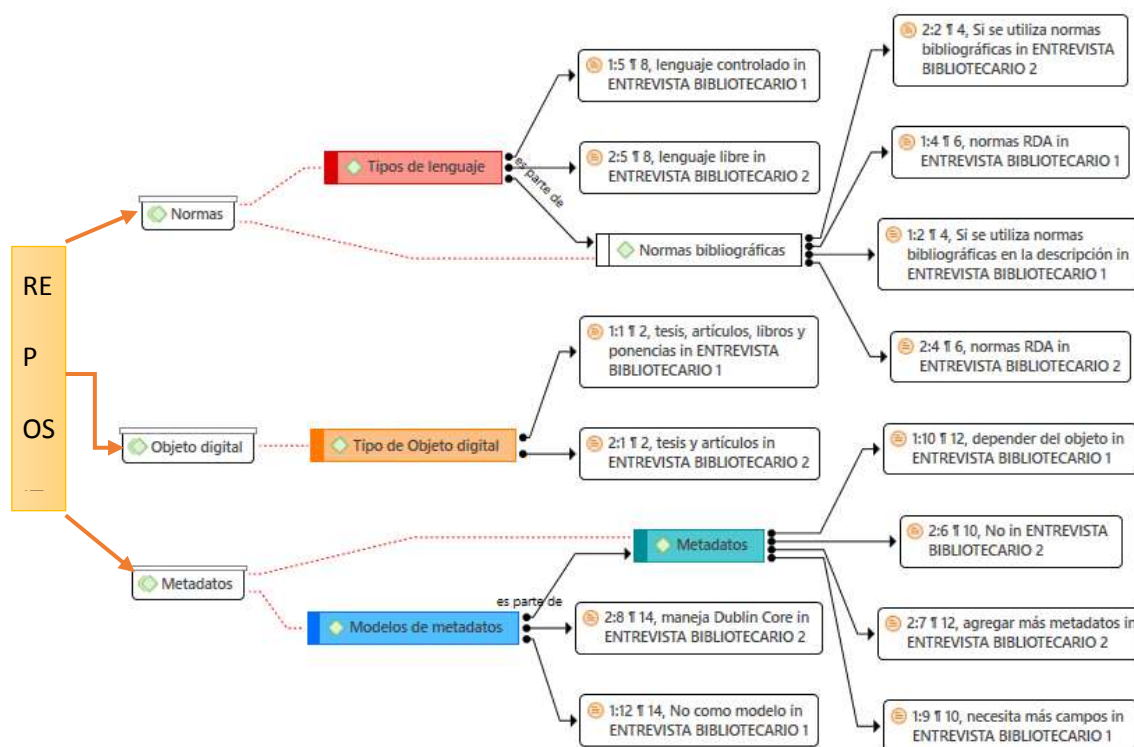 RE
P
OS
Normas
Objeto digital
Metadatos
Tipos de lenguaje
Normas bibliográficas
Tipo de Objeto digital
Metadatos
Modelos de metadatos
es parte de
es parte de
1:5 ¶ 8, lenguaje controlado in
ENTREVISTA BIBLIOTECARIO 1
2:5 ¶ 8, lenguaje libre in
ENTREVISTA BIBLIOTECARIO 2
2:2 ¶ 4, Si se utiliza normas
bibliográficas in ENTREVISTA
BIBLIOTECARIO 2
1:4 ¶ 6, normas RDA in
ENTREVISTA BIBLIOTECARIO 1
1:2 ¶ 4, Si se utiliza normas
bibliográficas en la descripción in
ENTREVISTA BIBLIOTECARIO 1
2:4 ¶ 6, normas RDA in
ENTREVISTA BIBLIOTECARIO 2
1:1 ¶ 2, tesis, artículos, libros y
ponencias in ENTREVISTA
BIBLIOTECARIO 1
2:1 ¶ 2, tesis y artículos in
ENTREVISTA BIBLIOTECARIO 2
1:10 ¶ 12, depender del objeto in
ENTREVISTA BIBLIOTECARIO 1
2:6 ¶ 10, No in ENTREVISTA
BIBLIOTECARIO 2
2:7 ¶ 12, agregar más metadatos in
ENTREVISTA BIBLIOTECARIO 2
1:9 ¶ 10, necesita más campos in
ENTREVISTA BIBLIOTECARIO 1
2:8 ¶ 14, maneja Dublin Core in
ENTREVISTA BIBLIOTECARIO 2
1:12 ¶ 14, No como modelo in
ENTREVISTA BIBLIOTECARIO 1